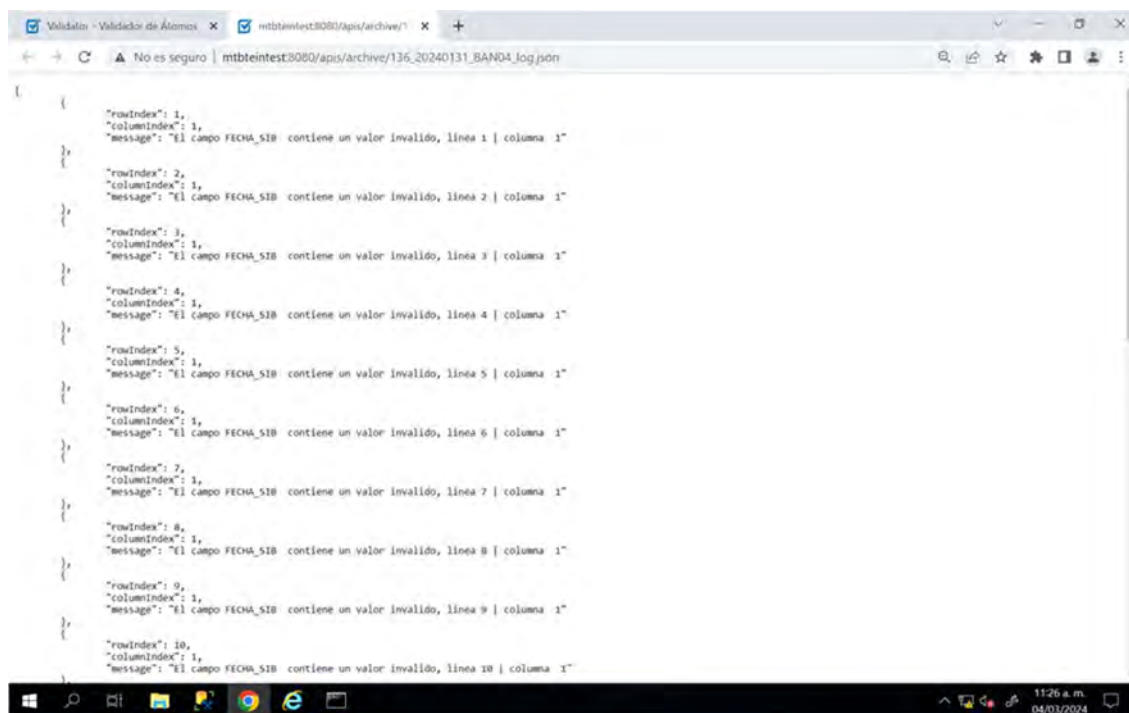 Validator - Validador de Átomos
mtbteintest:8080/apis/archive/1
No es seguro | mtbteintest:8080/apis/archive/136_20240131_BAN04_log.json
[
{
"rowIndex": 1,
"columnIndex": 1,
"message": "El campo FECHA_SIB contiene un valor invalido, linea 1 | columna 1"
},
{
"rowIndex": 2,
"columnIndex": 1,
"message": "El campo FECHA_SIB contiene un valor invalido, linea 2 | columna 1"
},
{
"rowIndex": 3,
"columnIndex": 1,
"message": "El campo FECHA_SIB contiene un valor invalido, linea 3 | columna 1"
},
{
"rowIndex": 4,
"columnIndex": 1,
"message": "El campo FECHA_SIB contiene un valor invalido, linea 4 | columna 1"
},
{
"rowIndex": 5,
"columnIndex": 1,
"message": "El campo FECHA_SIB contiene un valor invalido, linea 5 | columna 1"
},
{
"rowIndex": 6,
"columnIndex": 1,
"message": "El campo FECHA_SIB contiene un valor invalido, linea 6 | columna 1"
},
{
"rowIndex": 7,
"columnIndex": 1,
"message": "El campo FECHA_SIB contiene un valor invalido, linea 7 | columna 1"
},
{
"rowIndex": 8,
"columnIndex": 1,
"message": "El campo FECHA_SIB contiene un valor invalido, linea 8 | columna 1"
},
{
"rowIndex": 9,
"columnIndex": 1,
"message": "El campo FECHA_SIB contiene un valor invalido, linea 9 | columna 1"
},
{
"rowIndex": 10,
"columnIndex": 1,
"message": "El campo FECHA_SIB contiene un valor invalido, linea 10 | columna 1"
},
11:26 a. m.
04/03/2024